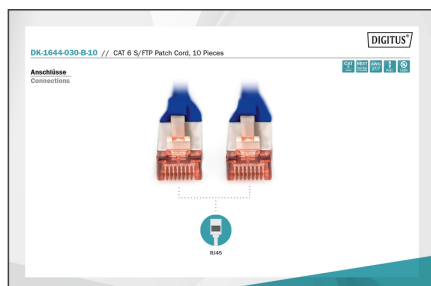 DIGITUS®
DK-1644-030-B-10 // CAT 6 S/FTP Patch Cord, 10 Pieces
Anschlüsse
Connections
RJ45